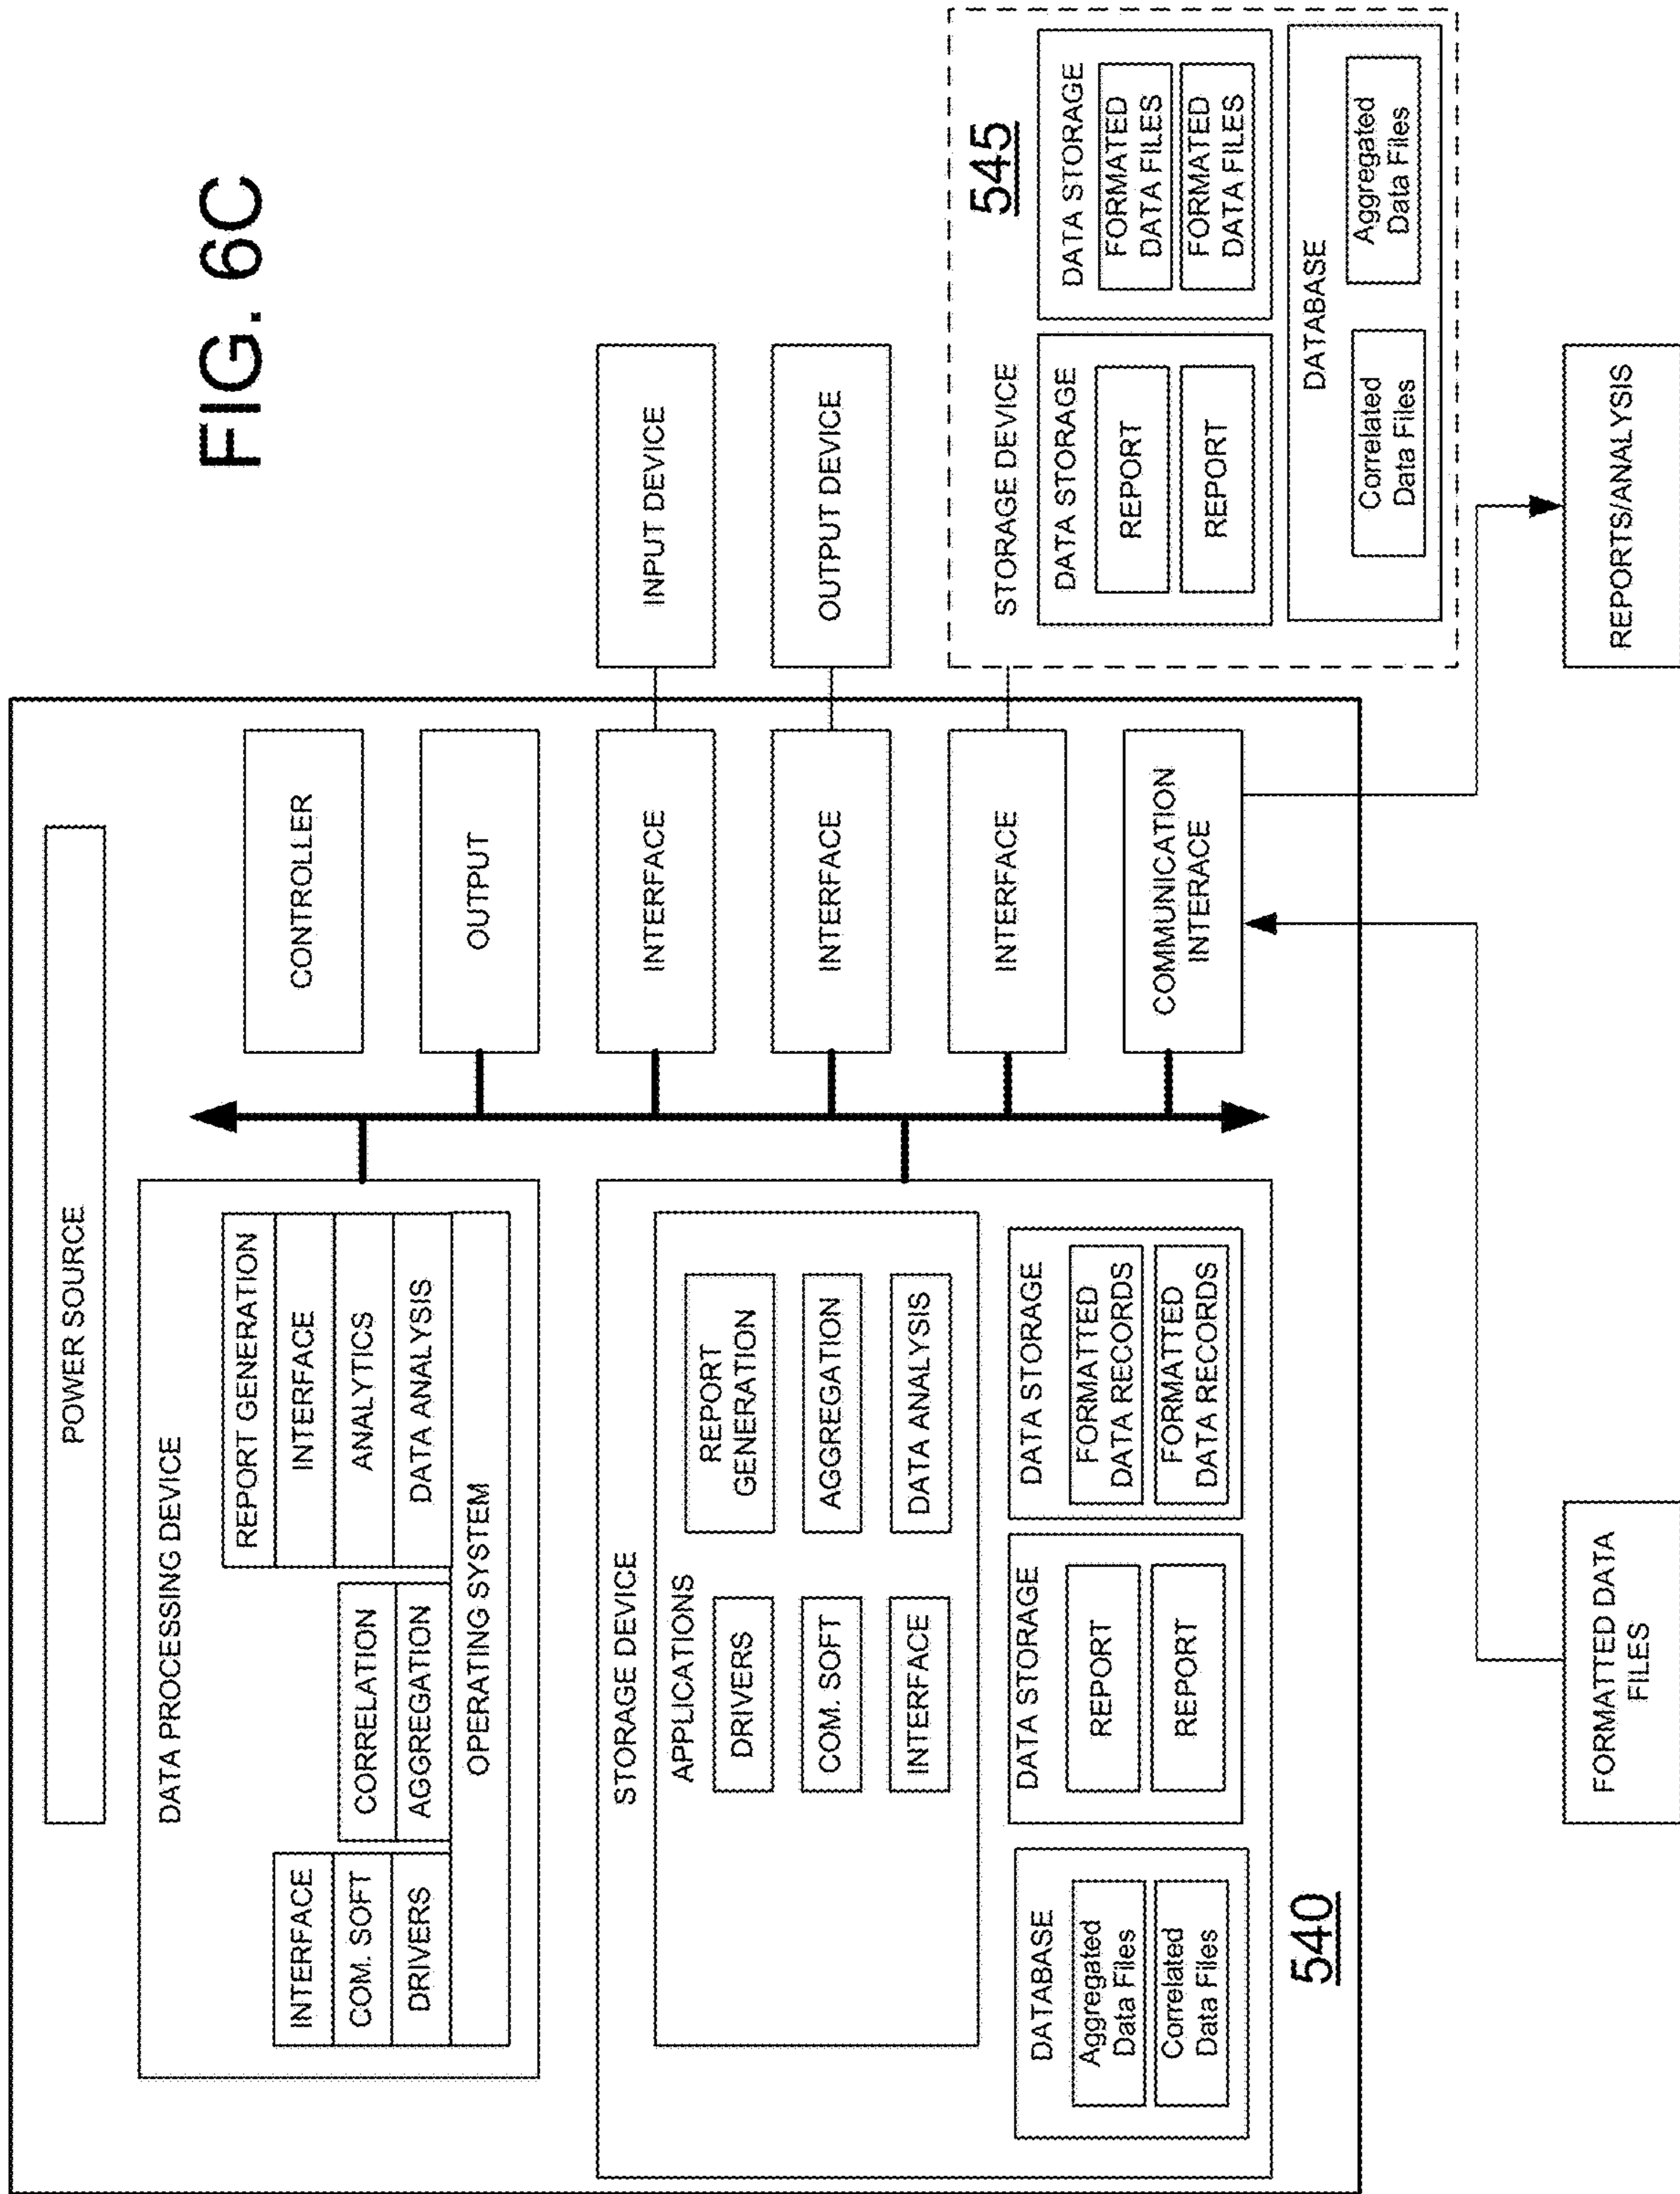 FIG. 6C
POWER SOURCE
DATA PROCESSING DEVICE
INTERFACE
COM. SOFT
DRIVERS
CORRELATION
AGGREGATION
REPORT GENERATION
INTERFACE
ANALYTICS
DATA ANALYSIS
OPERATING SYSTEM
STORAGE DEVICE
APPLICATIONS
DRIVERS
COM. SOFT
INTERFACE
REPORT
GENERATION
AGGREGATION
DATA ANALYSIS
DATABASE
Aggregated
Data Files
Correlated
Data Files
DATA STORAGE
REPORT
REPORT
DATA STORAGE
FORMATTED
DATA RECORDS
FORMATTED
DATA RECORDS
540
CONTROLLER
OUTPUT
INTERFACE
INTERFACE
INTERFACE
COMMUNICATION
INTERACE
INPUT DEVICE
OUTPUT DEVICE
STORAGE DEVICE
545
DATA STORAGE
REPORT
REPORT
DATA STORAGE
FORMATED
DATA FILES
FORMATED
DATA FILES
DATABASE
Correlated
Data Files
Aggregated
Data Files
FORMATTED DATA
FILES
REPORTS/ANALYSIS